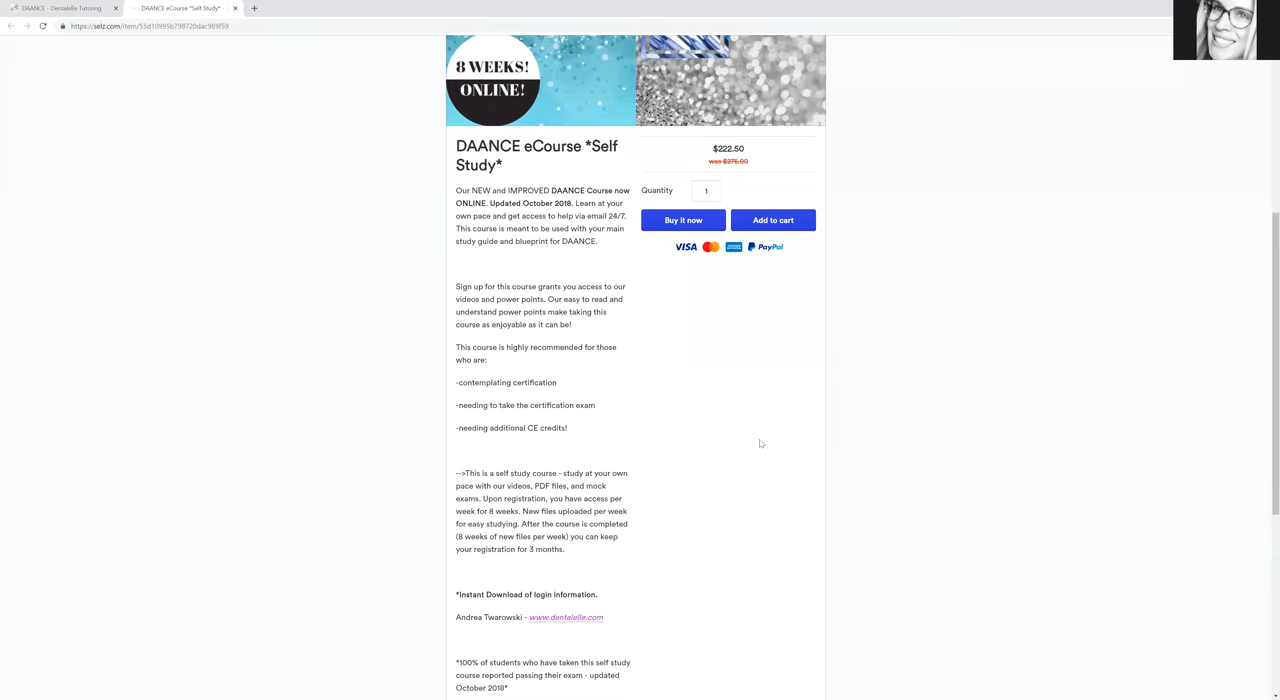 DAANCE - Dentalelle Tutoring
DAANCE eCourse *Self Study*
https://selz.com/item/55d10995b798720dac989f59
8 WEEKS!
ONLINE!
DAANCE eCourse *Self
Study*
Our NEW and IMPROVED DAANCE Course now
ONLINE. Updated October 2018. Learn at your
own pace and get access to help via email 24/7.
This course is meant to be used with your main
study guide and blueprint for DAANCE.
Sign up for this course grants you access to our
videos and power points. Our easy to read and
understand power points make taking this
course as enjoyable as it can be!
This course is highly recommended for those
who are:
-contemplating certification
-needing to take the certification exam
-needing additional CE credits!
-->This is a self study course - study at your own
pace with our videos, PDF files, and mock
exams. Upon registration, you have access per
week for 8 weeks. New files uploaded per week
for easy studying. After the course is completed
(8 weeks of new files per week) you can keep
your registration for 3 months.
*Instant Download of login information.
Andrea Twarowski - www.dentalelle.com
*100% of students who have taken this self study
course reported passing their exam - updated
October 2018*
$222.50
was $275.00
Quantity 1
Buy it now Add to cart
VISA PayPal